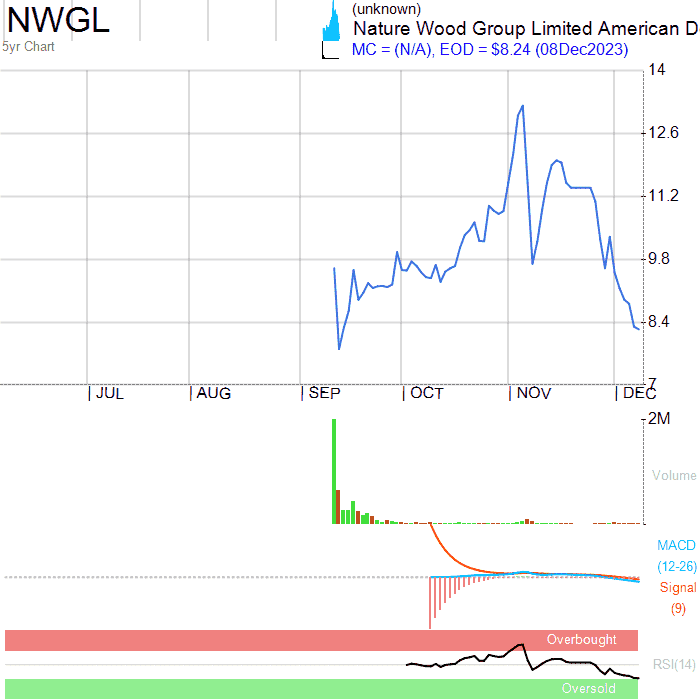 NWGL
5yr Chart
(unknown)
Nature Wood Group Limited American D
MC = (N/A), EOD = $8.24 (08Dec2023)
14
12.6
11.2
9.8
8.4
7
JUL AUG SEP OCT NOV DEC
2M
Volume
MACD
(12-26)
Signal
(9)
Overbought
RSI(14)
Oversold